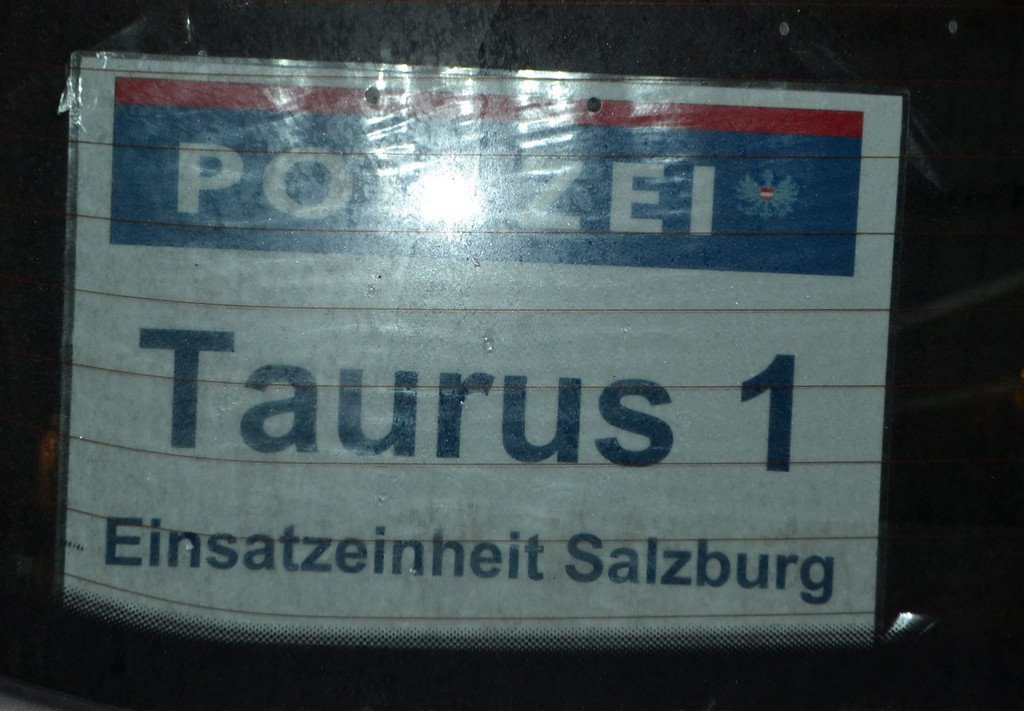 POLIZEI
Taurus 1
Einsatzeinheit Salzburg